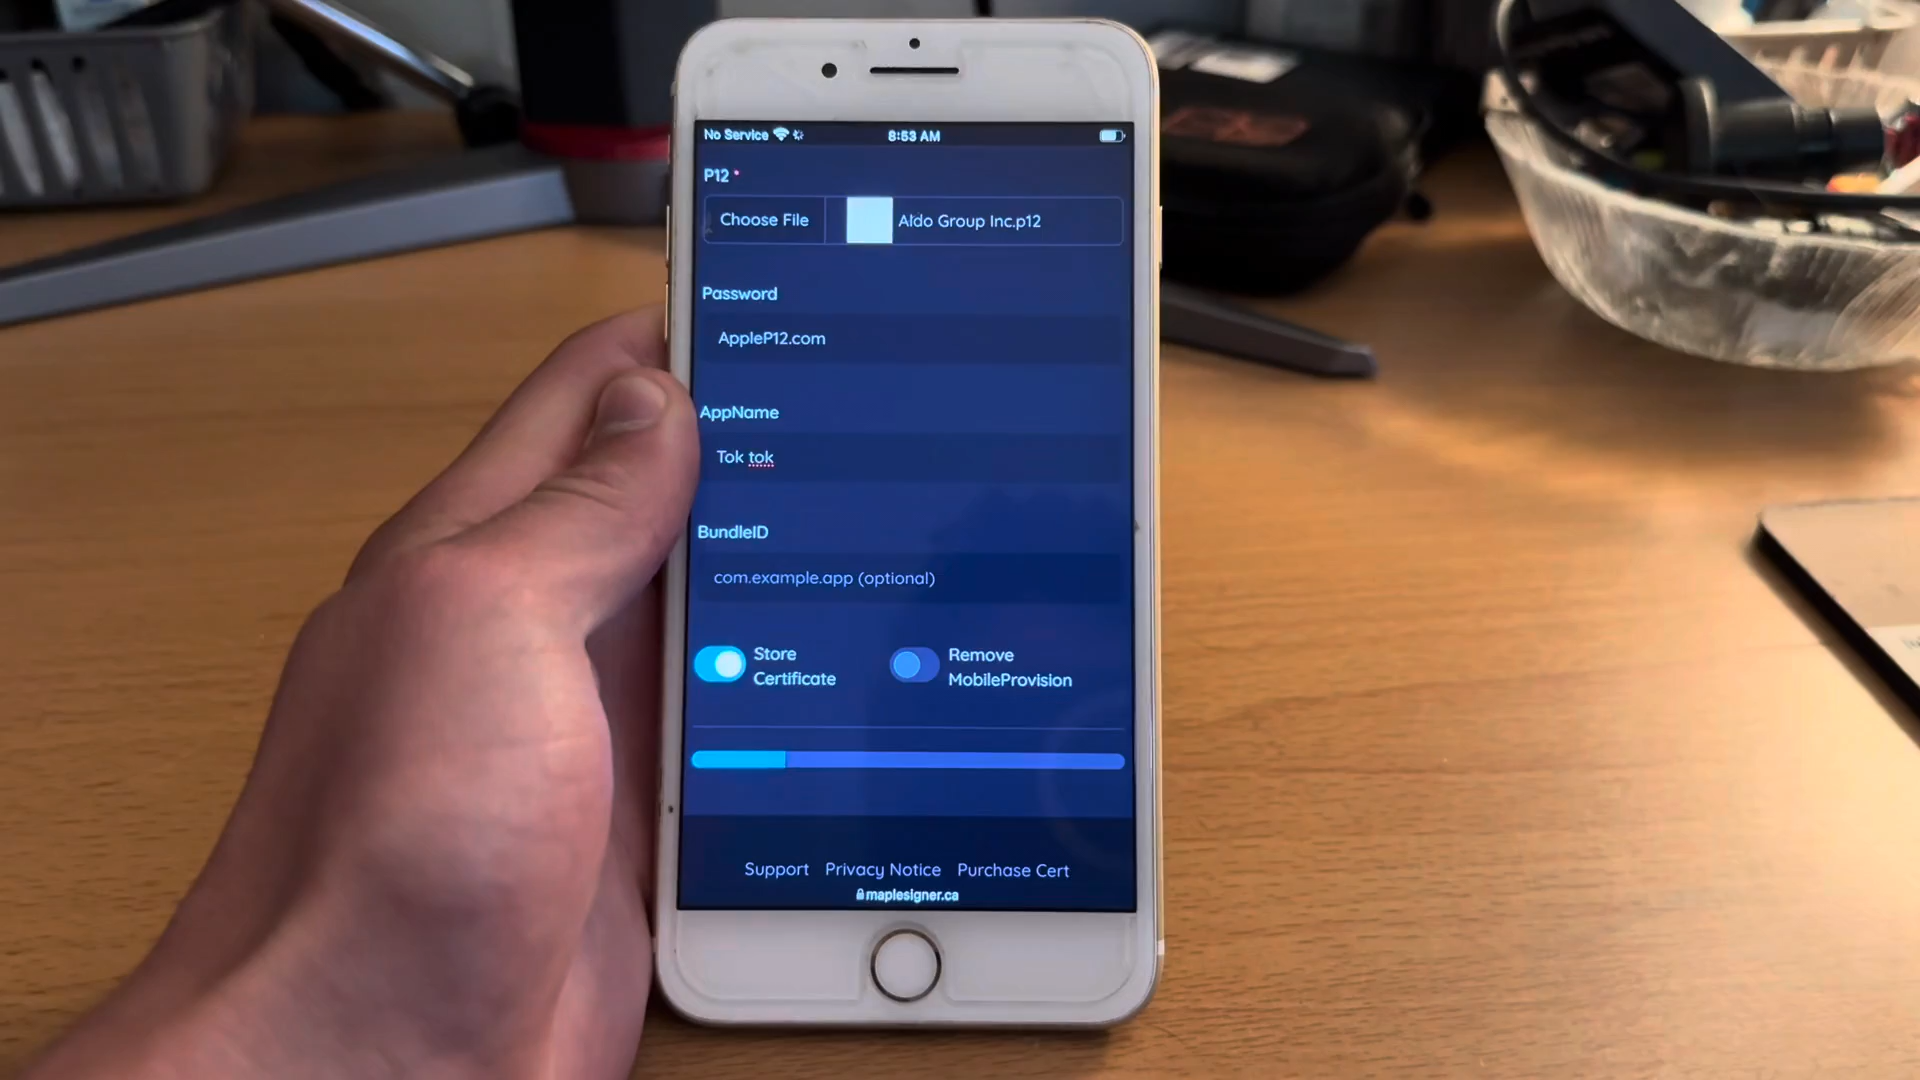 No Service 8:53 AM
P12 *
Choose File Aldo Group Inc.p12
Password
AppleP12.com
AppName
Tok tok
BundleID
com.example.app (optional)
Store Certificate
Remove MobileProvision
Support Privacy Notice Purchase Cert
maplesigner.ca